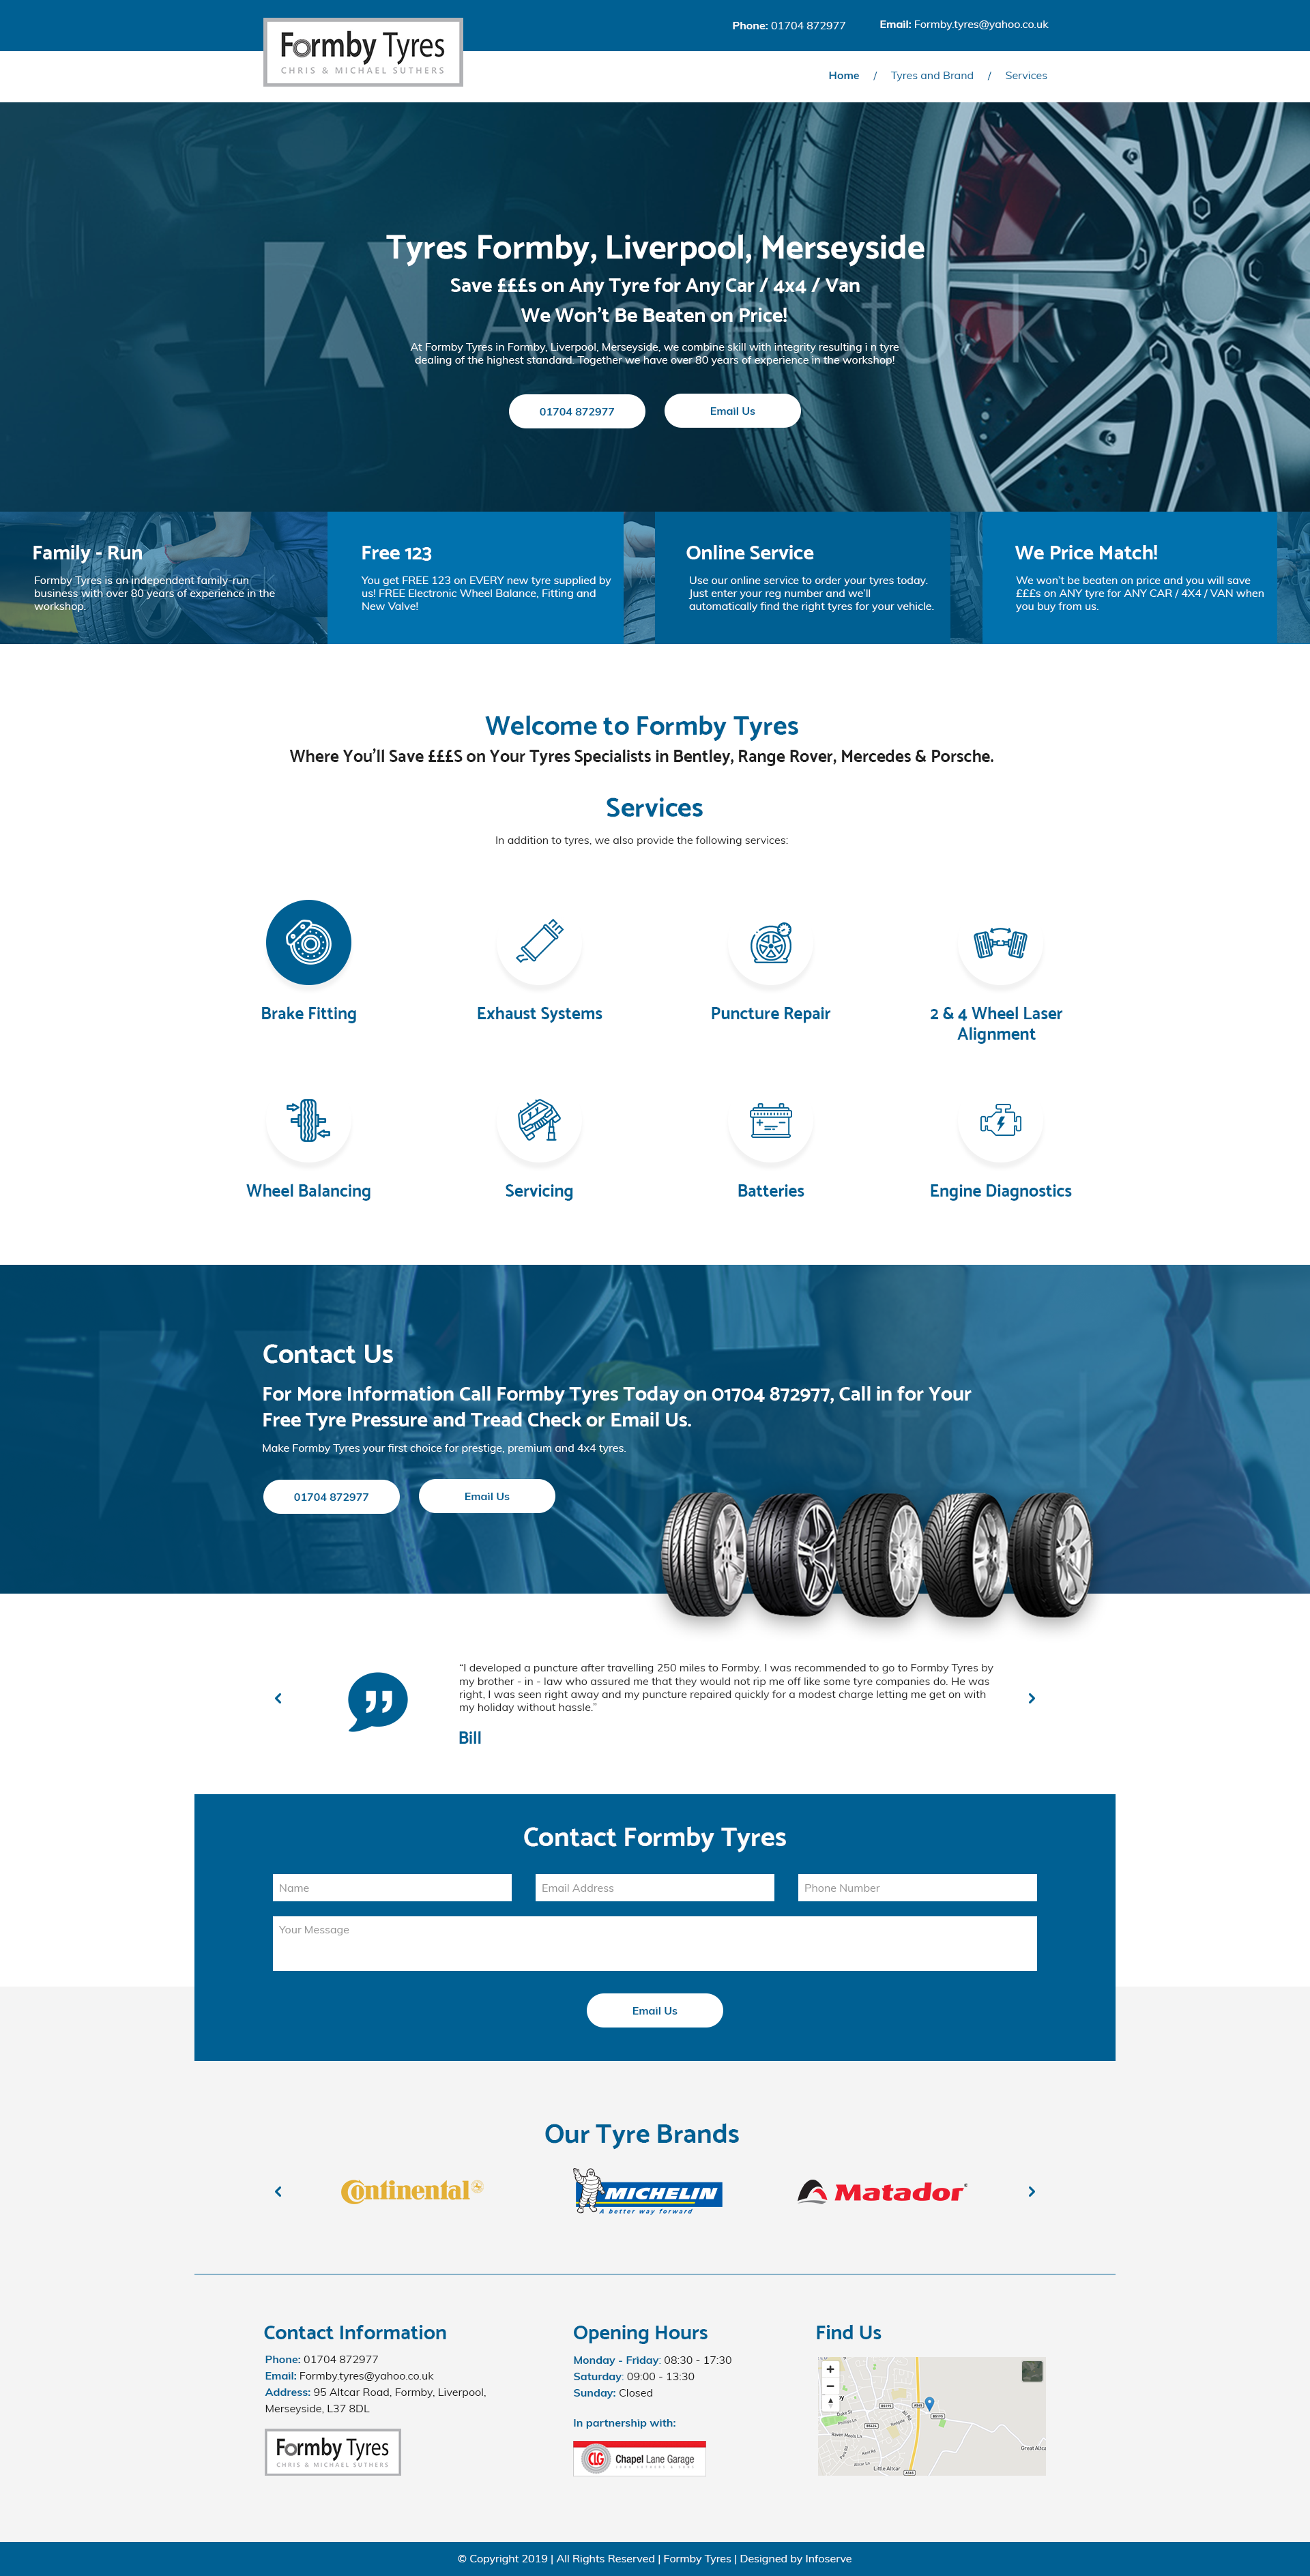 Formby Tyres
CHRIS & MICHAEL SUTHERS
Phone: 01704 872977
Email: Formby.tyres@yahoo.co.uk
Home / Tyres and Brand / Services
Adobe Stock
Tyres Formby, Liverpool, Merseyside
Save £££s on Any Tyre for Any Car / 4x4 / Van
We Won't Be Beaten on Price!
At Formby Tyres in Formby, Liverpool, Merseyside, we combine skill with integrity resulting i n tyre
dealing of the highest standard. Together we have over 80 years of experience in the workshop!
01704 872977
Email Us
Family - Run
Formby Tyres is an independent family-run
business with over 80 years of experience in the
workshop.
Free 123
You get FREE 123 on EVERY new tyre supplied by
us! FREE Electronic Wheel Balance, Fitting and
New Valve!
Online Service
Use our online service to order your tyres today.
Just enter your reg number and we'll
automatically find the right tyres for your vehicle.
We Price Match!
We won't be beaten on price and you will save
£££s on ANY tyre for ANY CAR / 4X4 / VAN when
you buy from us.
Welcome to Formby Tyres
Where You'll Save £££S on Your Tyres Specialists in Bentley, Range Rover, Mercedes & Porsche.
Services
In addition to tyres, we also provide the following services:
Brake Fitting
Exhaust Systems
Puncture Repair
2 & 4 Wheel Laser
Alignment
Wheel Balancing
Servicing
Batteries
Engine Diagnostics
Contact Us
For More Information Call Formby Tyres Today on 01704 872977, Call in for Your
Free Tyre Pressure and Tread Check or Email Us.
Make Formby Tyres your first choice for prestige, premium and 4x4 tyres.
01704 872977
Email Us
“I developed a puncture after travelling 250 miles to Formby. I was recommended to go to Formby Tyres by
my brother - in - law who assured me that they would not rip me off like some tyre companies do. He was
right, I was seen right away and my puncture repaired quickly for a modest charge letting me get on with
my holiday without hassle.”
Bill
Contact Formby Tyres
Name
Email Address
Phone Number
Your Message
Email Us
Our Tyre Brands
Continental
MICHELIN
A better way forward
Matador
Contact Information
Phone: 01704 872977
Email: Formby.tyres@yahoo.co.uk
Address: 95 Altcar Road, Formby, Liverpool,
Merseyside, L37 8DL
Formby Tyres
CHRIS & MICHAEL SUTHERS
Opening Hours
Monday - Friday: 08:30 - 17:30
Saturday: 09:00 - 13:30
Sunday: Closed
In partnership with:
CLG
Chapel Lane Garage
Find Us
Little Altcar
Great Altca
© Copyright 2019 | All Rights Reserved | Formby Tyres | Designed by Infoserve